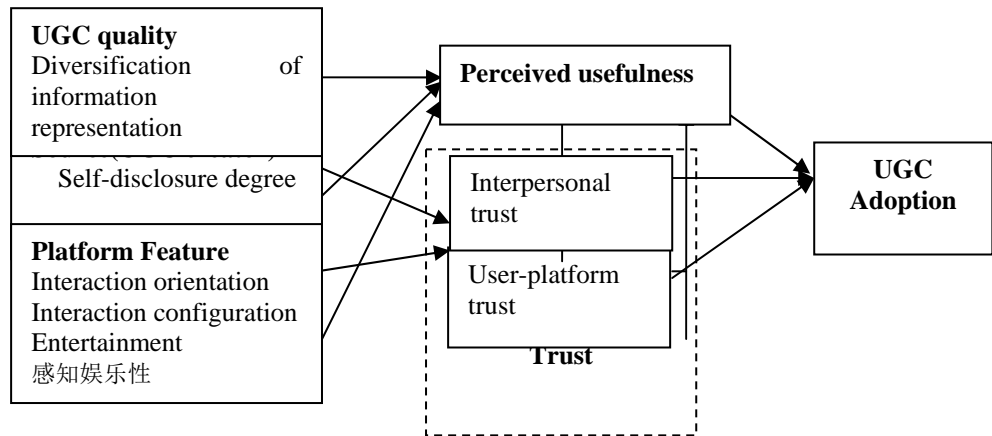 UGC quality
Diversification of
information
representation
Self-disclosure degree
Platform Feature
Interaction orientation
Interaction configuration
Entertainment
感知娱乐性
Perceived usefulness
Interpersonal
trust
User-platform
trust
Trust
UGC
Adoption